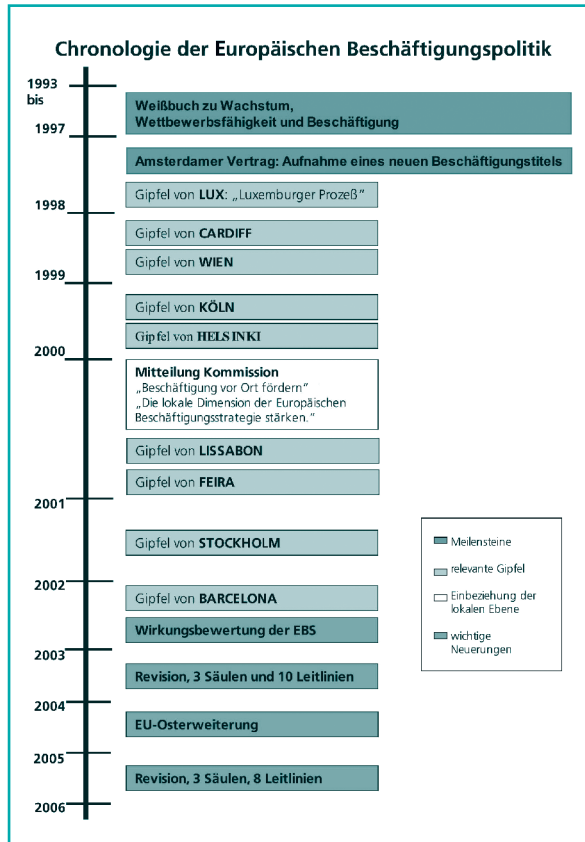 Chronologie der Europäischen Beschäftigungspolitik
1993
bis
Weißbuch zu Wachstum,
Wettbewerbsfähigkeit und Beschäftigung
1997
Amsterdamer Vertrag: Aufnahme eines neuen Beschäftigungstitels
Gipfel von LUX: „Luxemburger Prozeß”
1998
Gipfel von CARDIFF
Gipfel von WIEN
1999
Gipfel von KÖLN
Gipfel von HELSINKI
2000
Mitteilung Kommission
„Beschäftigung vor Ort fördern”
„Die lokale Dimension der Europäischen
Beschäftigungsstrategie stärken.”
Gipfel von LISSABON
Gipfel von FEIRA
2001
Gipfel von STOCKHOLM
2002
Gipfel von BARCELONA
Wirkungsbewertung der EBS
2003
Revision, 3 Säulen und 10 Leitlinien
2004
EU-Osterweiterung
2005
Revision, 3 Säulen, 8 Leitlinien
2006
Meilensteine
relevante Gipfel
Einbeziehung der
lokalen Ebene
wichtige
Neuerungen